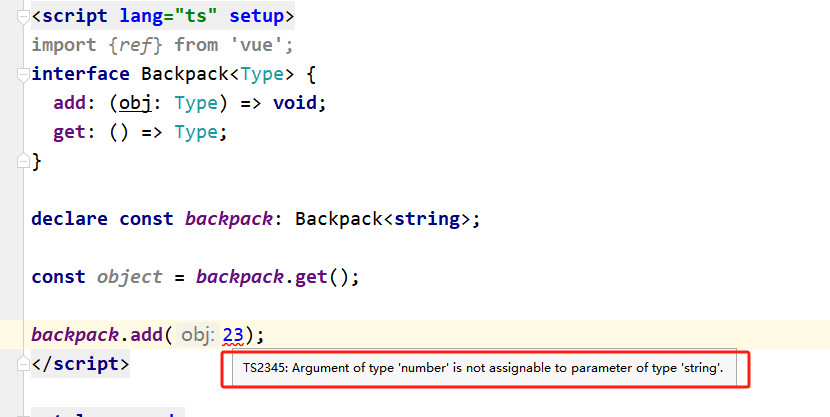 <script lang="ts" setup>
import {ref} from 'vue';
interface Backpack<Type> {
  add: (obj: Type) => void;
  get: () => Type;
}
declare const backpack: Backpack<string>;
const object = backpack.get();
backpack.add( obj: 23);
</script>
TS2345: Argument of type 'number' is not assignable to parameter of type 'string'.